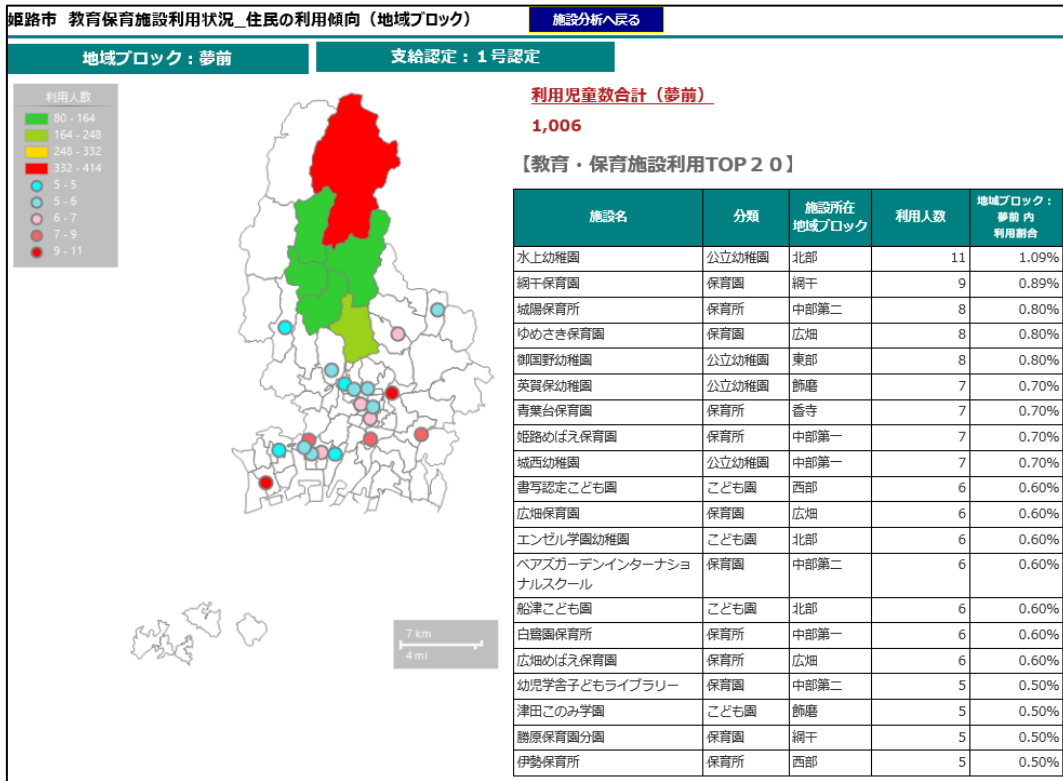 姫路市 教育保育施設利用状況_住民の利用傾向（地域ブロック）
施設分析へ戻る
地域ブロック：夢前
支給認定：１号認定
利用人数
80 - 164
164 - 248
248 - 332
332 - 414
5 - 5
5 - 6
6 - 7
7 - 9
9 - 11
利用児童数合計（夢前）
1,006
【教育・保育施設利用TOP２０】
施設名 分類 施設所在地域ブロック 利用人数 地域ブロック：夢前 内利用割合
水上幼稚園 公立幼稚園 北部 11 1.09%
網干保育園 保育園 網干 9 0.89%
城陽保育所 保育所 中部第二 8 0.80%
ゆめさき保育園 保育園 広畑 8 0.80%
御国野幼稚園 公立幼稚園 東部 8 0.80%
英賀保幼稚園 公立幼稚園 飾磨 7 0.70%
青葉台保育園 保育所 香寺 7 0.70%
姫路めばえ保育園 保育所 中部第一 7 0.70%
城西幼稚園 公立幼稚園 中部第一 7 0.70%
書写認定こども園 こども園 西部 6 0.60%
広畑保育園 保育園 広畑 6 0.60%
エンゼル学園幼稚園 こども園 北部 6 0.60%
ベアズガーデンインターナショ
ナルスクール 保育園 中部第二 6 0.60%
船津こども園 こども園 北部 6 0.60%
白鷺園保育所 保育所 中部第一 6 0.60%
広畑めばえ保育園 保育所 広畑 6 0.60%
幼児学舎子どもライブラリー 保育園 中部第二 5 0.50%
津田このみ学園 こども園 飾磨 5 0.50%
勝原保育園分園 保育園 網干 5 0.50%
伊勢保育所 保育所 西部 5 0.50%
7 km
4 mi